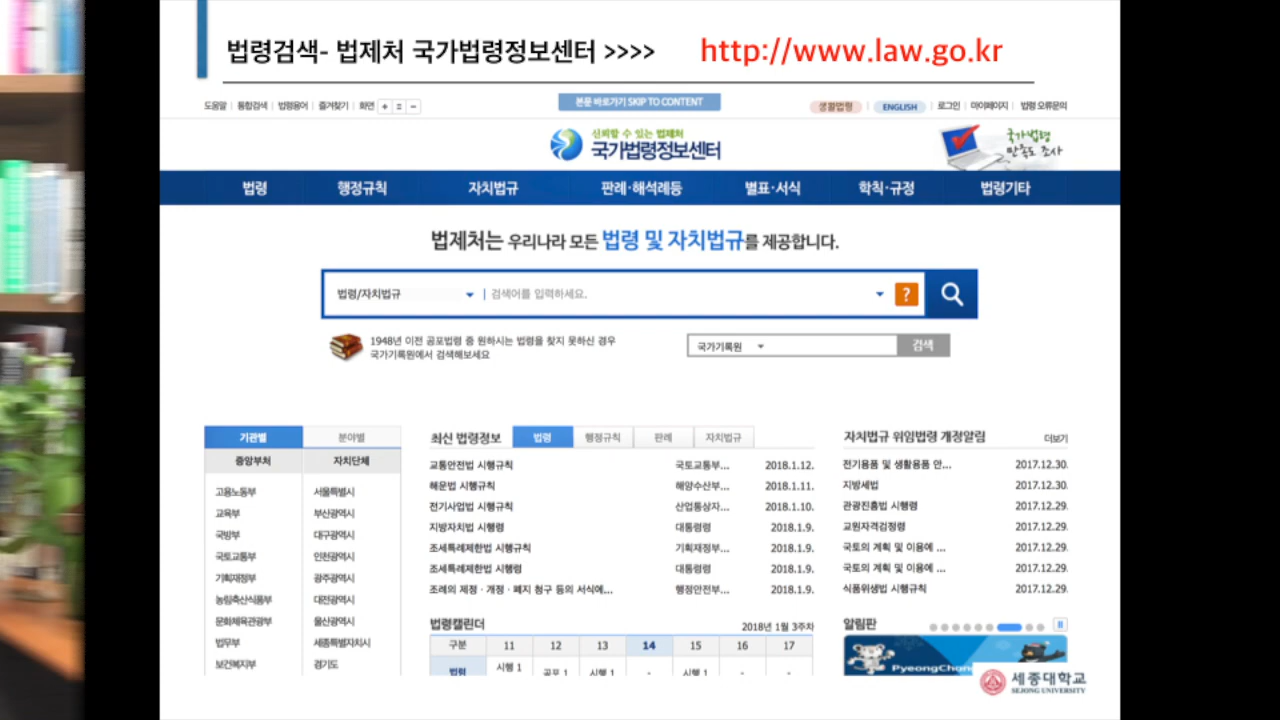 법령검색- 법제처 국가법령정보센터 >>>> http://www.law.go.kr
도움말 | 통합검색 | 법령용어 | 즐겨찾기 | 화면 + = -
본문 바로가기 SKIP TO CONTENT
생활법령 | ENGLISH | 로그인 | 마이페이지 | 법령 오류문의
신뢰할 수 있는 법제처
국가법령정보센터
국가법령
만족도 조사
법령 행정규칙 자치법규 판례·해석례등 별표·서식 학칙·규정 법령기타
법제처는 우리나라 모든 법령 및 자치법규를 제공합니다.
법령/자치법규 | 검색어를 입력하세요. ?
1948년 이전 공포법령 중 원하시는 법령을 찾지 못하신 경우
국가기록원에서 검색해보세요
국가기록원 검색
기관별 분야별
중앙부처 자치단체
고용노동부 서울특별시
교육부 부산광역시
국방부 대구광역시
국토교통부 인천광역시
기획재정부 광주광역시
농림축산식품부 대전광역시
문화체육관광부 울산광역시
법무부 세종특별자치시
보건복지부 경기도
최신 법령정보 법령 행정규칙 판례 자치법규
교통안전법 시행규칙 국토교통부... 2018.1.12.
해운법 시행규칙 해양수산부... 2018.1.11.
전기사업법 시행규칙 산업통상자... 2018.1.10.
지방자치법 시행령 대통령령 2018.1.9.
조세특례제한법 시행규칙 기획재정부... 2018.1.9.
조세특례제한법 시행령 대통령령 2018.1.9.
조례의 제정·개정·폐지 청구 등의 서식에... 행정안전부... 2018.1.9.
법령캘린더 2018년 1월 3주차
구분 11 12 13 14 15 16 17
법령 시행 1 공포 1 시행 1 - 시행 1 - -
자치법규 위임법령 개정알림 더보기
전기용품 및 생활용품 안... 2017.12.30.
지방세법 2017.12.30.
관광진흥법 시행령 2017.12.29.
교원자격검정령 2017.12.29.
국토의 계획 및 이용에 ... 2017.12.29.
국토의 계획 및 이용에 ... 2017.12.29.
식품위생법 시행규칙 2017.12.29.
알림판
PyeongChan
세종대학교
SEJONG UNIVERSITY